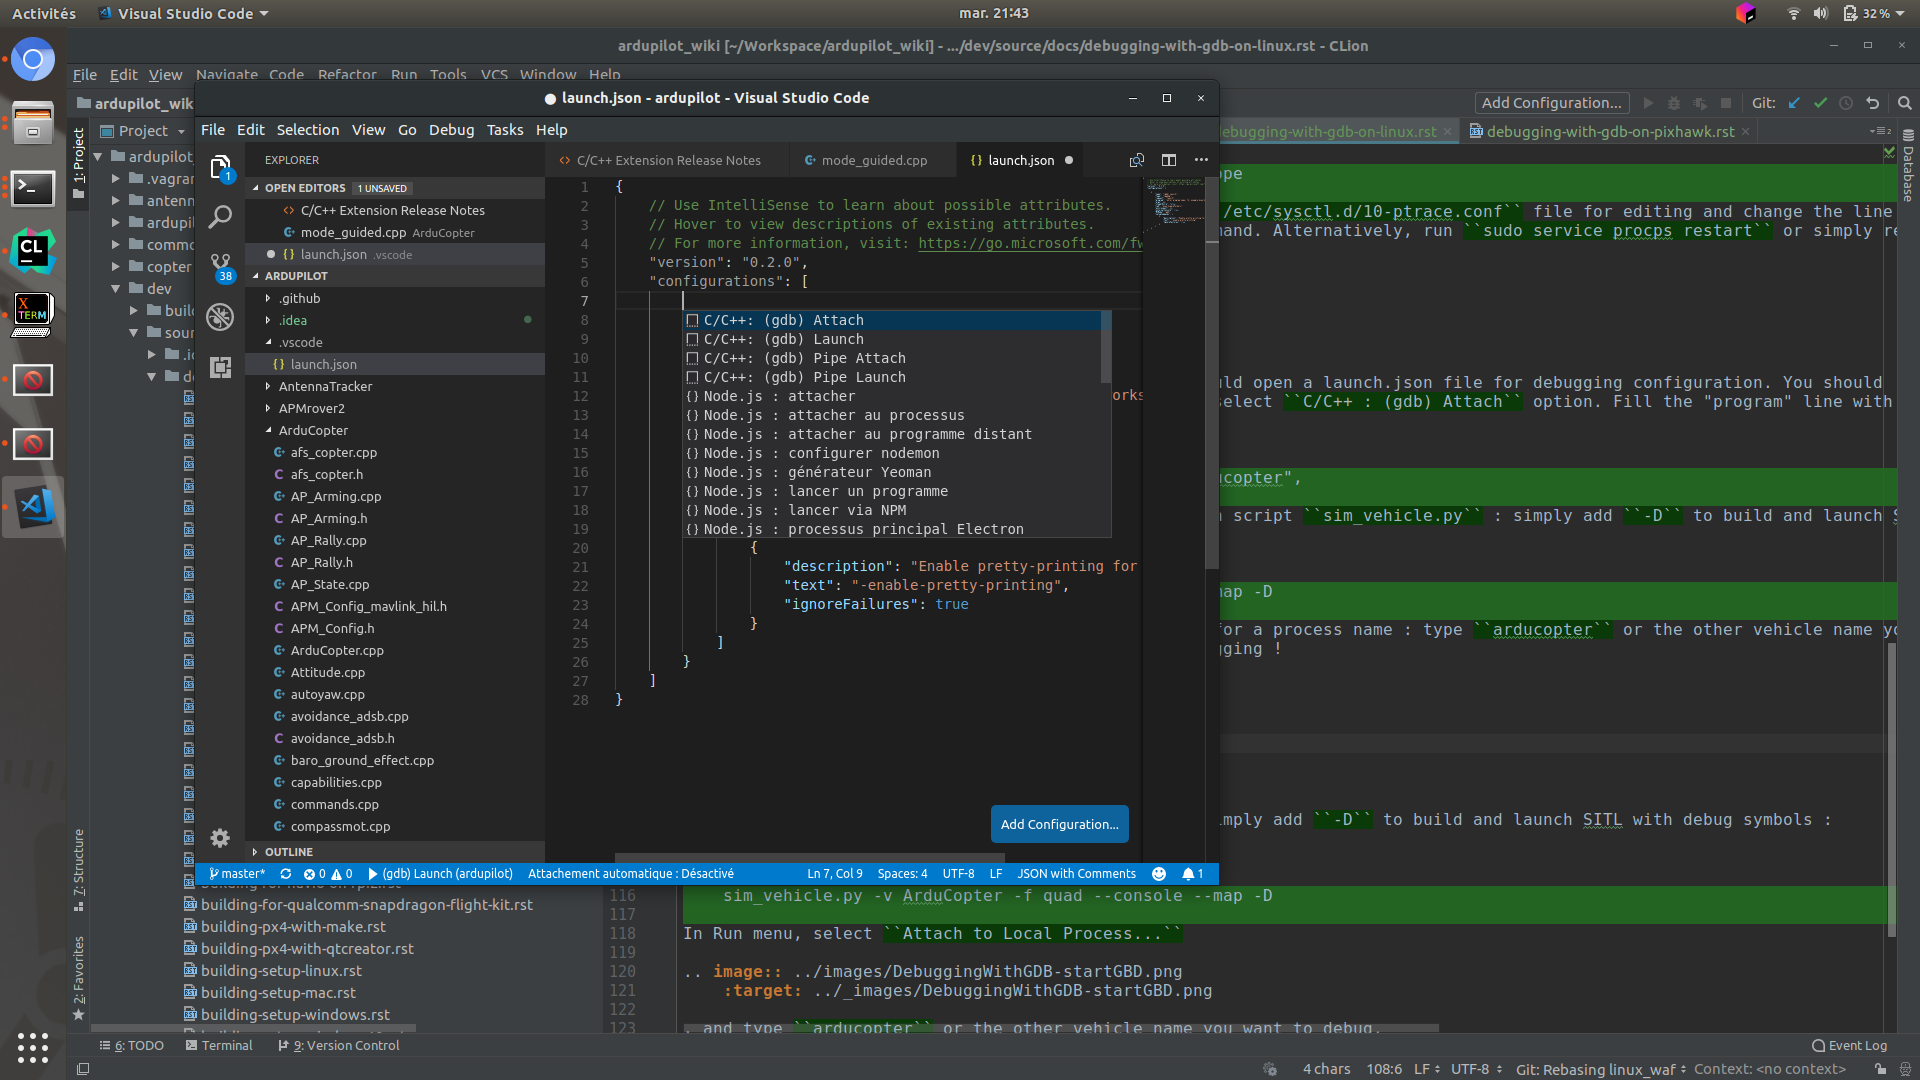 Activités
Visual Studio Code
mar. 21:43
32 %
ardupilot_wiki [~/Workspace/ardupilot_wiki] - .../dev/source/docs/debugging-with-gdb-on-linux.rst - CLion
File Edit View Navigate Code Refactor Run Tools VCS Window Help
ardupilot_wik
Add Configuration...
Git:
1: Project
Project
debugging-with-gdb-on-linux.rst
debugging-with-gdb-on-pixhawk.rst
Database
ardupilot_
.vagran
antenn
ardupil
commo
copter
dev
build
sour
launch.json - ardupilot - Visual Studio Code
File Edit Selection View Go Debug Tasks Help
EXPLORER
1
38
OPEN EDITORS 1 UNSAVED
C/C++ Extension Release Notes
mode_guided.cpp ArduCopter
launch.json .vscode
ARDUPILOT
.github
.idea
.vscode
launch.json
AntennaTracker
APMrover2
ArduCopter
afs_copter.cpp
afs_copter.h
AP_Arming.cpp
AP_Arming.h
AP_Rally.cpp
AP_Rally.h
AP_State.cpp
APM_Config_mavlink_hil.h
APM_Config.h
ArduCopter.cpp
Attitude.cpp
autoyaw.cpp
avoidance_adsb.cpp
avoidance_adsb.h
baro_ground_effect.cpp
capabilities.cpp
commands.cpp
compassmot.cpp
OUTLINE
C/C++ Extension Release Notes
mode_guided.cpp
launch.json
1 {
2 // Use IntelliSense to learn about possible attributes.
3 // Hover to view descriptions of existing attributes.
4 // For more information, visit: https://go.microsoft.com/fw
5 "version": "0.2.0",
6 "configurations": [
7
8 C/C++: (gdb) Attach
9 C/C++: (gdb) Launch
10 C/C++: (gdb) Pipe Attach
11 C/C++: (gdb) Pipe Launch
12 Node.js : attacher orks
13 Node.js : attacher au processus
14 Node.js : attacher au programme distant
15 Node.js : configurer nodemon
16 Node.js : générateur Yeoman
17 Node.js : lancer un programme
18 Node.js : lancer via NPM
19 Node.js : processus principal Electron
20 {
21 "description": "Enable pretty-printing for
22 "text": "-enable-pretty-printing",
23 "ignoreFailures": true
24 }
25 ]
26 }
27 ]
28 }
Add Configuration...
master* 0 0 (gdb) Launch (ardupilot) Attachement automatique : Désactivé Ln 7, Col 9 Spaces: 4 UTF-8 LF JSON with Comments 1
ope
/etc/sysctl.d/10-ptrace.conf`` file for editing and change the line
and. Alternatively, run ``sudo service procps restart`` or simply re
uld open a launch.json file for debugging configuration. You should
select ``C/C++ : (gdb) Attach`` option. Fill the "program" line with
ucopter",
n script ``sim_vehicle.py`` : simply add ``-D`` to build and launch S
map -D
for a process name : type ``arducopter`` or the other vehicle name yo
gging !
imply add ``-D`` to build and launch SITL with debug symbols :
116 sim_vehicle.py -v ArduCopter -f quad --console --map -D
117
118 In Run menu, select ``Attach to Local Process...``
119
120 .. image:: ../images/DebuggingWithGDB-startGBD.png
121 :target: ../_images/DebuggingWithGDB-startGBD.png
122
123 , and type ``arducopter`` or the other vehicle name you want to debug.
building-for-qualcomm-snapdragon-flight-kit.rst
building-px4-with-make.rst
building-px4-with-qtcreator.rst
building-setup-linux.rst
building-setup-mac.rst
building-setup-windows.rst
7: Structure
2: Favorites
6: TODO
Terminal
9: Version Control
Event Log
4 chars 108:6 LF UTF-8 Git: Rebasing linux_waf Context: <no context>